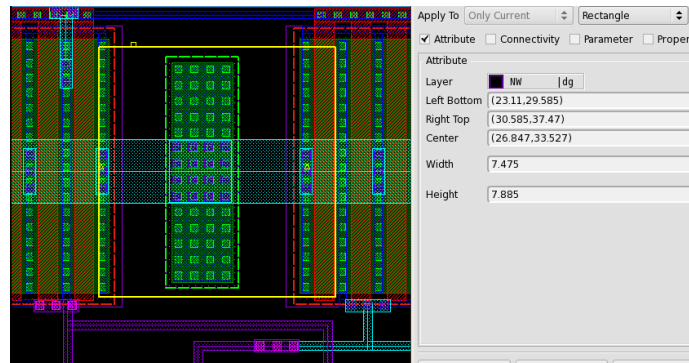 Apply To Only Current Rectangle
Attribute Connectivity Parameter Proper
Attribute
Layer NW |dg
Left Bottom (23.11,29.585)
Right Top (30.585,37.47)
Center (26.847,33.527)
Width 7.475
Height 7.885